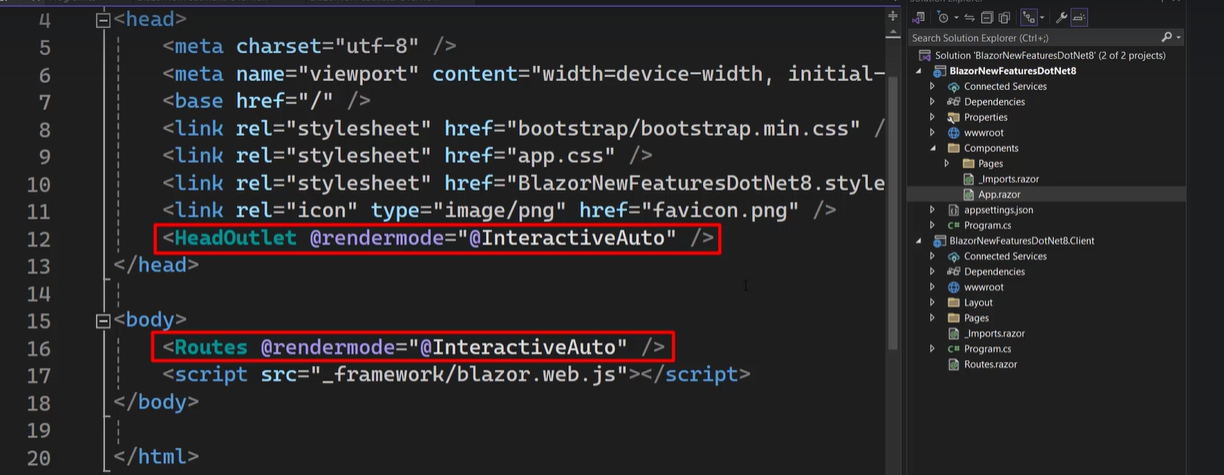 4 <head>
5 <meta charset="utf-8" />
6 <meta name="viewport" content="width=device-width, initial-
7 <base href="/" />
8 <link rel="stylesheet" href="bootstrap/bootstrap.min.css" /
9 <link rel="stylesheet" href="app.css" />
10 <link rel="stylesheet" href="BlazorNewFeaturesDotNet8.style
11 <link rel="icon" type="image/png" href="favicon.png" />
12 <HeadOutlet @rendermode="@InteractiveAuto" />
13 </head>
14
15 <body>
16 <Routes @rendermode="@InteractiveAuto" />
17 <script src="_framework/blazor.web.js"></script>
18 </body>
19
20 </html>
Search Solution Explorer (Ctrl+;)
Solution 'BlazorNewFeaturesDotNet8' (2 of 2 projects)
BlazorNewFeaturesDotNet8
Connected Services
Dependencies
Properties
wwwroot
Components
Pages
_Imports.razor
App.razor
appsettings.json
C# Program.cs
BlazorNewFeaturesDotNet8.Client
Connected Services
Dependencies
wwwroot
Layout
Pages
_Imports.razor
C# Program.cs
Routes.razor